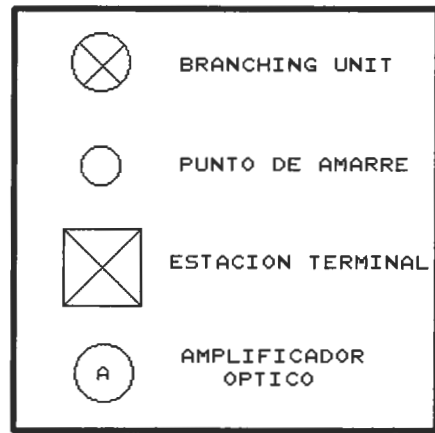 BRANCHING UNIT
PUNTO DE AMARRE
ESTACION TERMINAL
A
AMPLIFICADOR
OPTICO